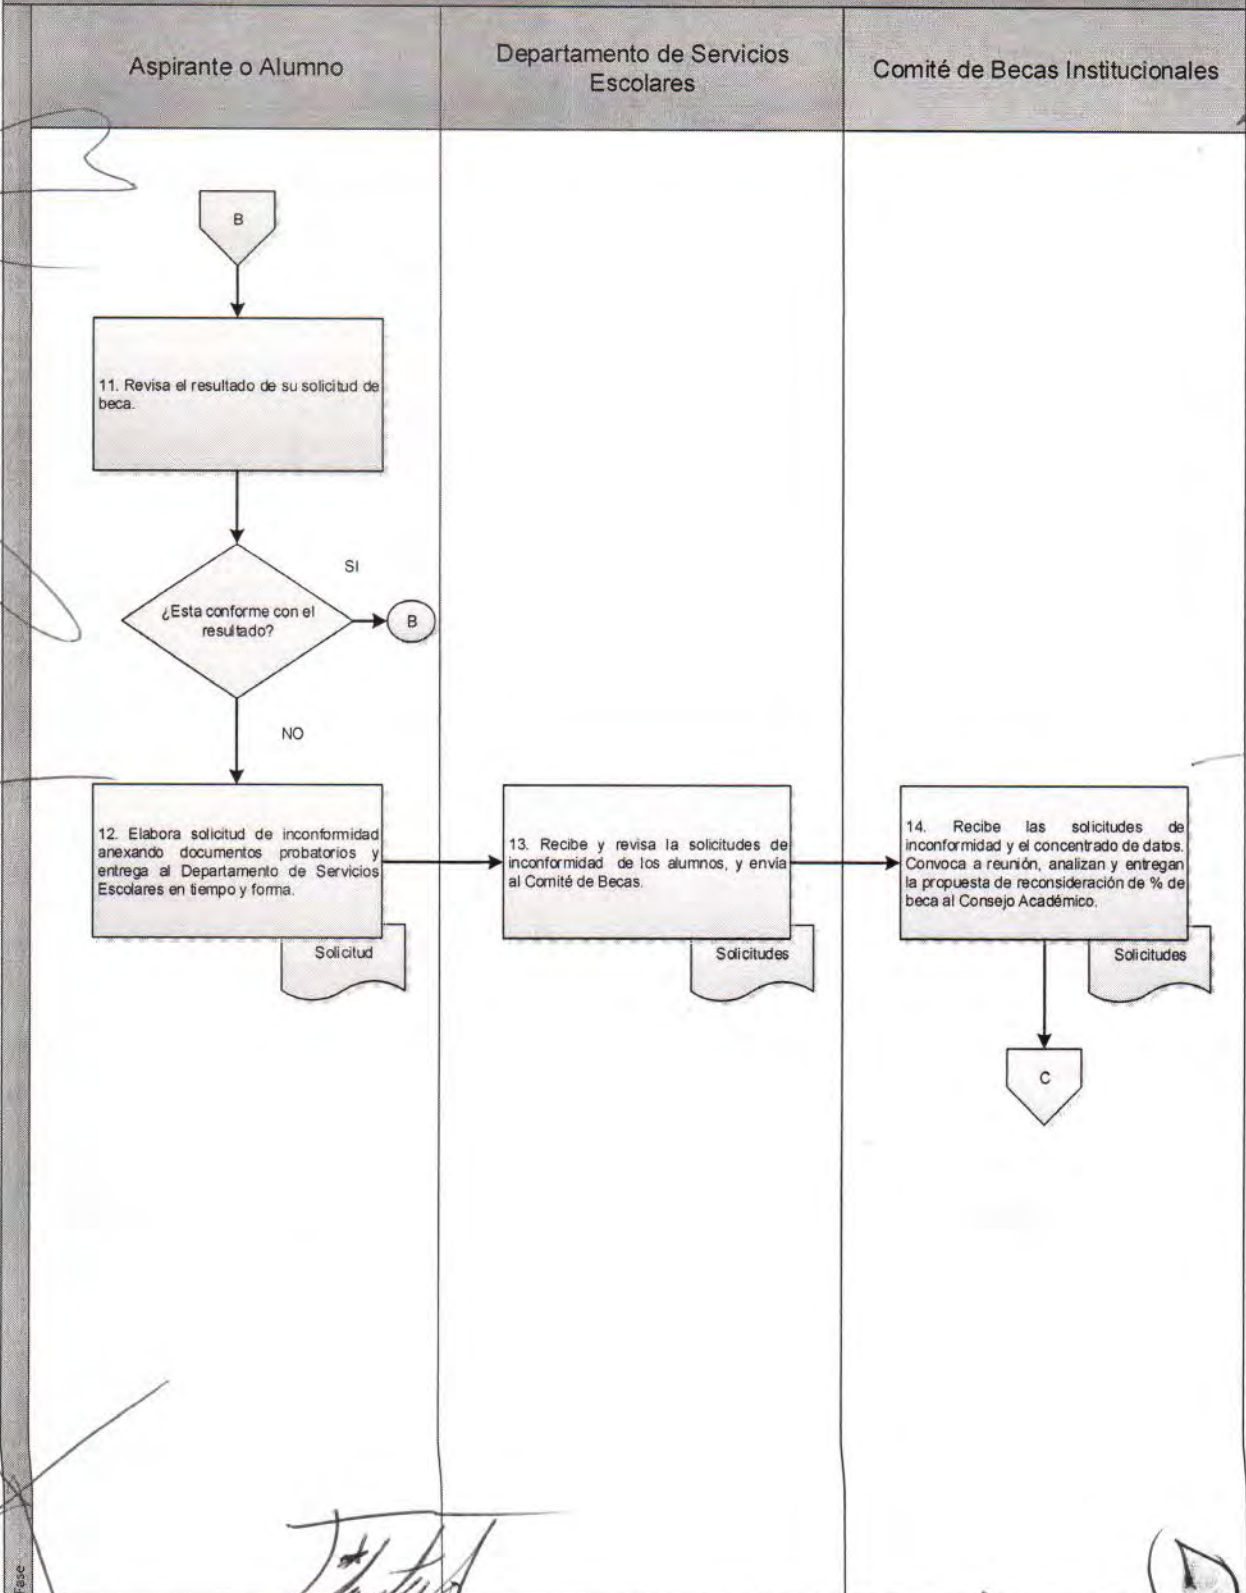 Aspirante o Alumno
Departamento de Servicios
Escolares
Comité de Becas Institucionales
B
11. Revisa el resultado de su solicitud de
beca.
SI
¿Esta conforme con el
resultado?
B
NO
12. Elabora solicitud de inconformidad
anexando documentos probatorios y
entrega al Departamento de Servicios
Escolares en tiempo y forma.
Solicitud
13. Recibe y revisa la solicitudes de
inconformidad de los alumnos, y envía
al Comité de Becas.
Solicitudes
14. Recibe las solicitudes de
inconformidad y el concentrado de datos.
Convoca a reunión, analizan y entregan
la propuesta de reconsideración de % de
beca al Consejo Académico.
Solicitudes
C
Fase